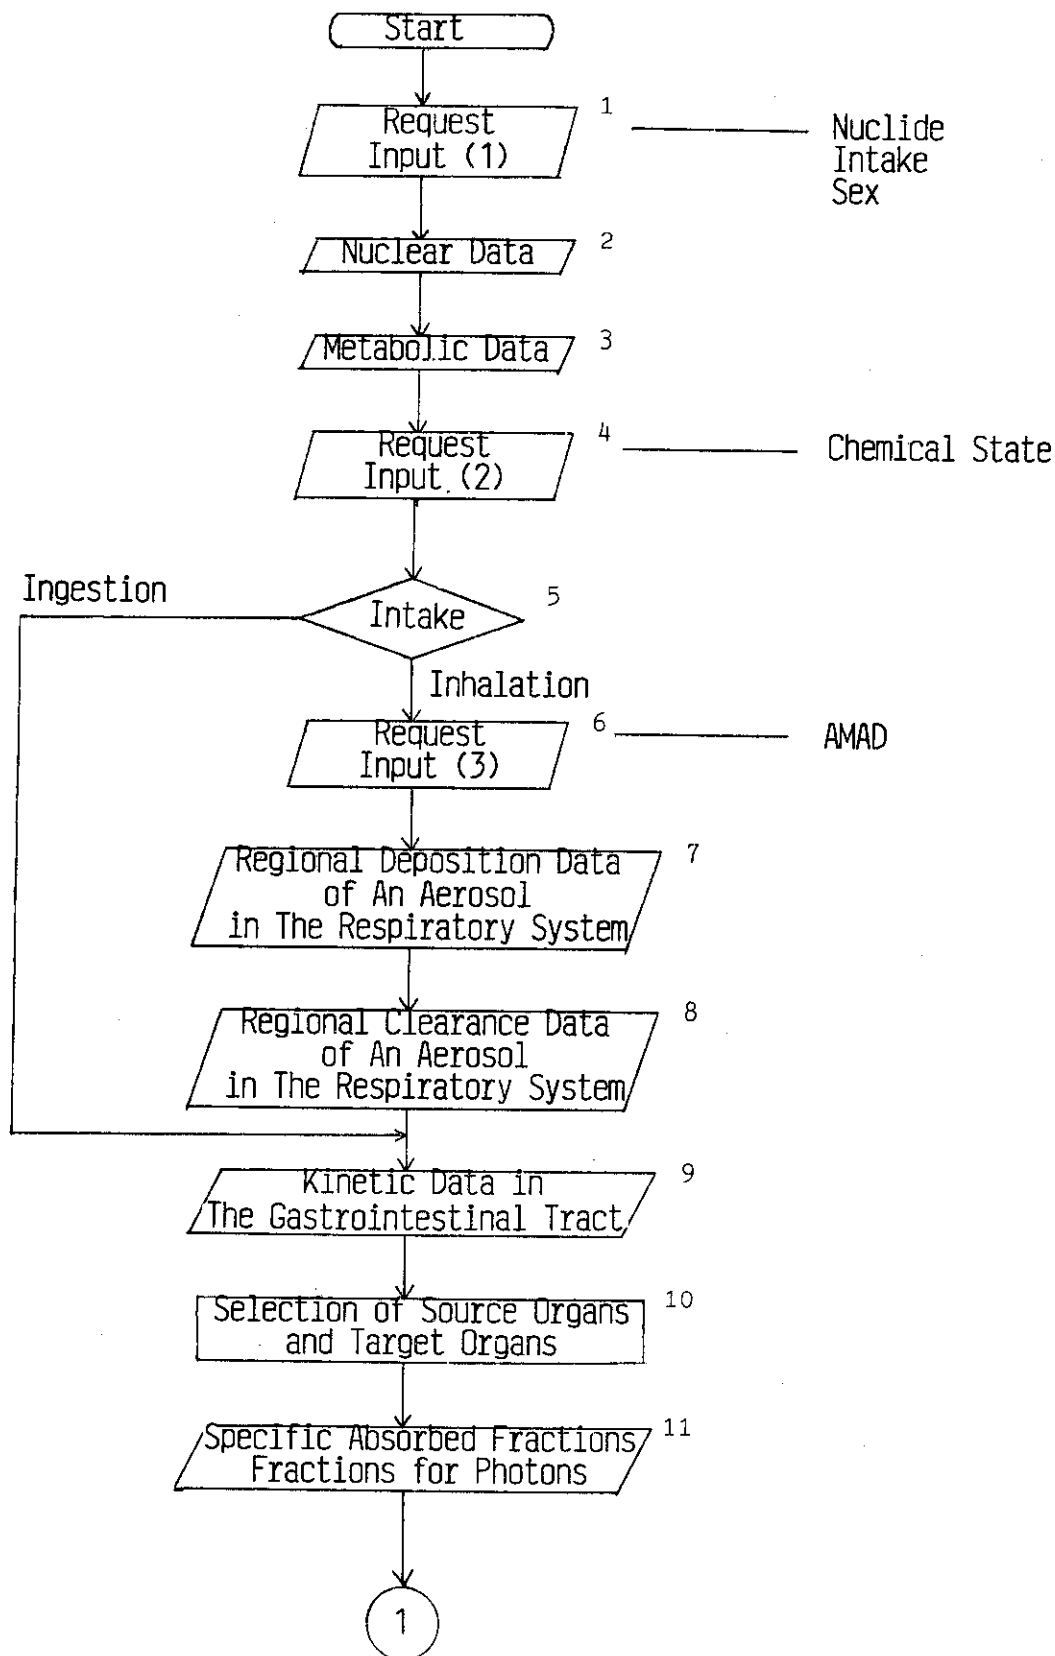 Start
1
Request
Input (1)
Nuclide
Intake
Sex
2
Nuclear Data
3
Metabolic Data
4
Request
Input (2)
Chemical State
Ingestion
5
Intake
Inhalation
6
Request
Input (3)
AMAD
7
Regional Deposition Data
of An Aerosol
in The Respiratory System
8
Regional Clearance Data
of An Aerosol
in The Respiratory System
9
Kinetic Data in
The Gastrointestinal Tract
10
Selection of Source Organs
and Target Organs
11
Specific Absorbed Fractions
Fractions for Photons
1